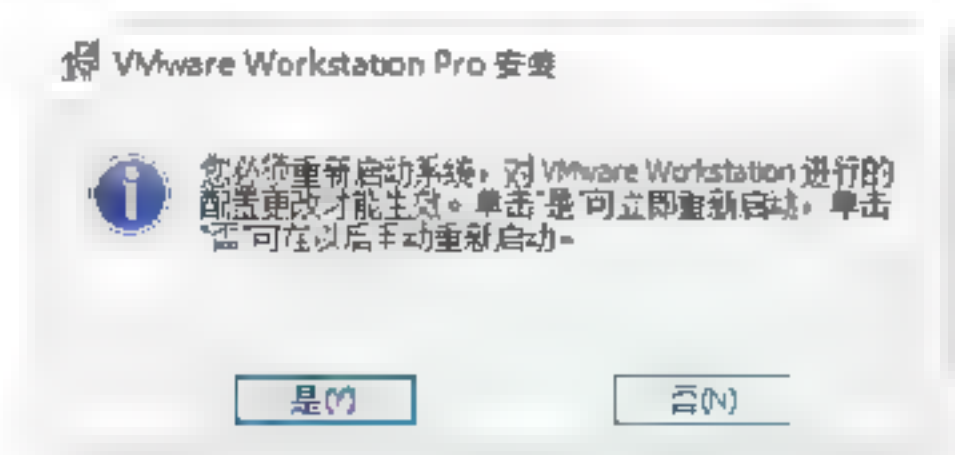 VMware Workstation Pro 安装
您必须重新启动系统，对 VMware Workstation 进行的
配置更改才能生效。单击"是"可立即重新启动，单击
"否"可在以后手动重新启动。
是(Y)
否(N)